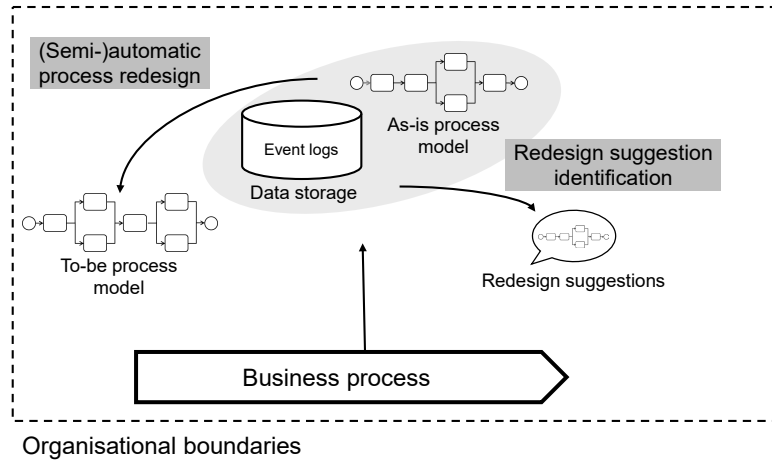 (Semi-)automatic
process redesign
Event logs
Data storage
As-is process
model
Redesign suggestion
identification
To-be process
model
Redesign suggestions
Business process
Organisational boundaries